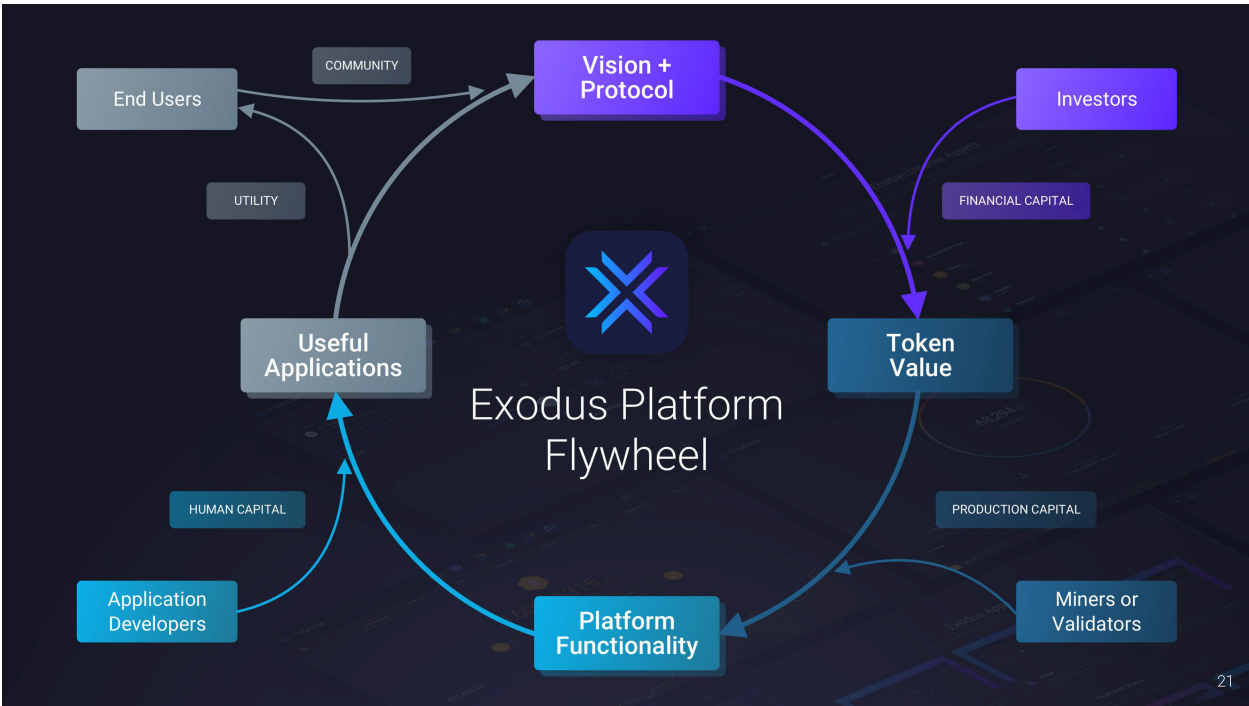 COMMUNITY
Vision +
Protocol
End Users
Investors
UTILITY
FINANCIAL CAPITAL
Useful
Applications
Token
Value
Exodus Platform
Flywheel
HUMAN CAPITAL
PRODUCTION CAPITAL
Application
Developers
Platform
Functionality
Miners or
Validators
21